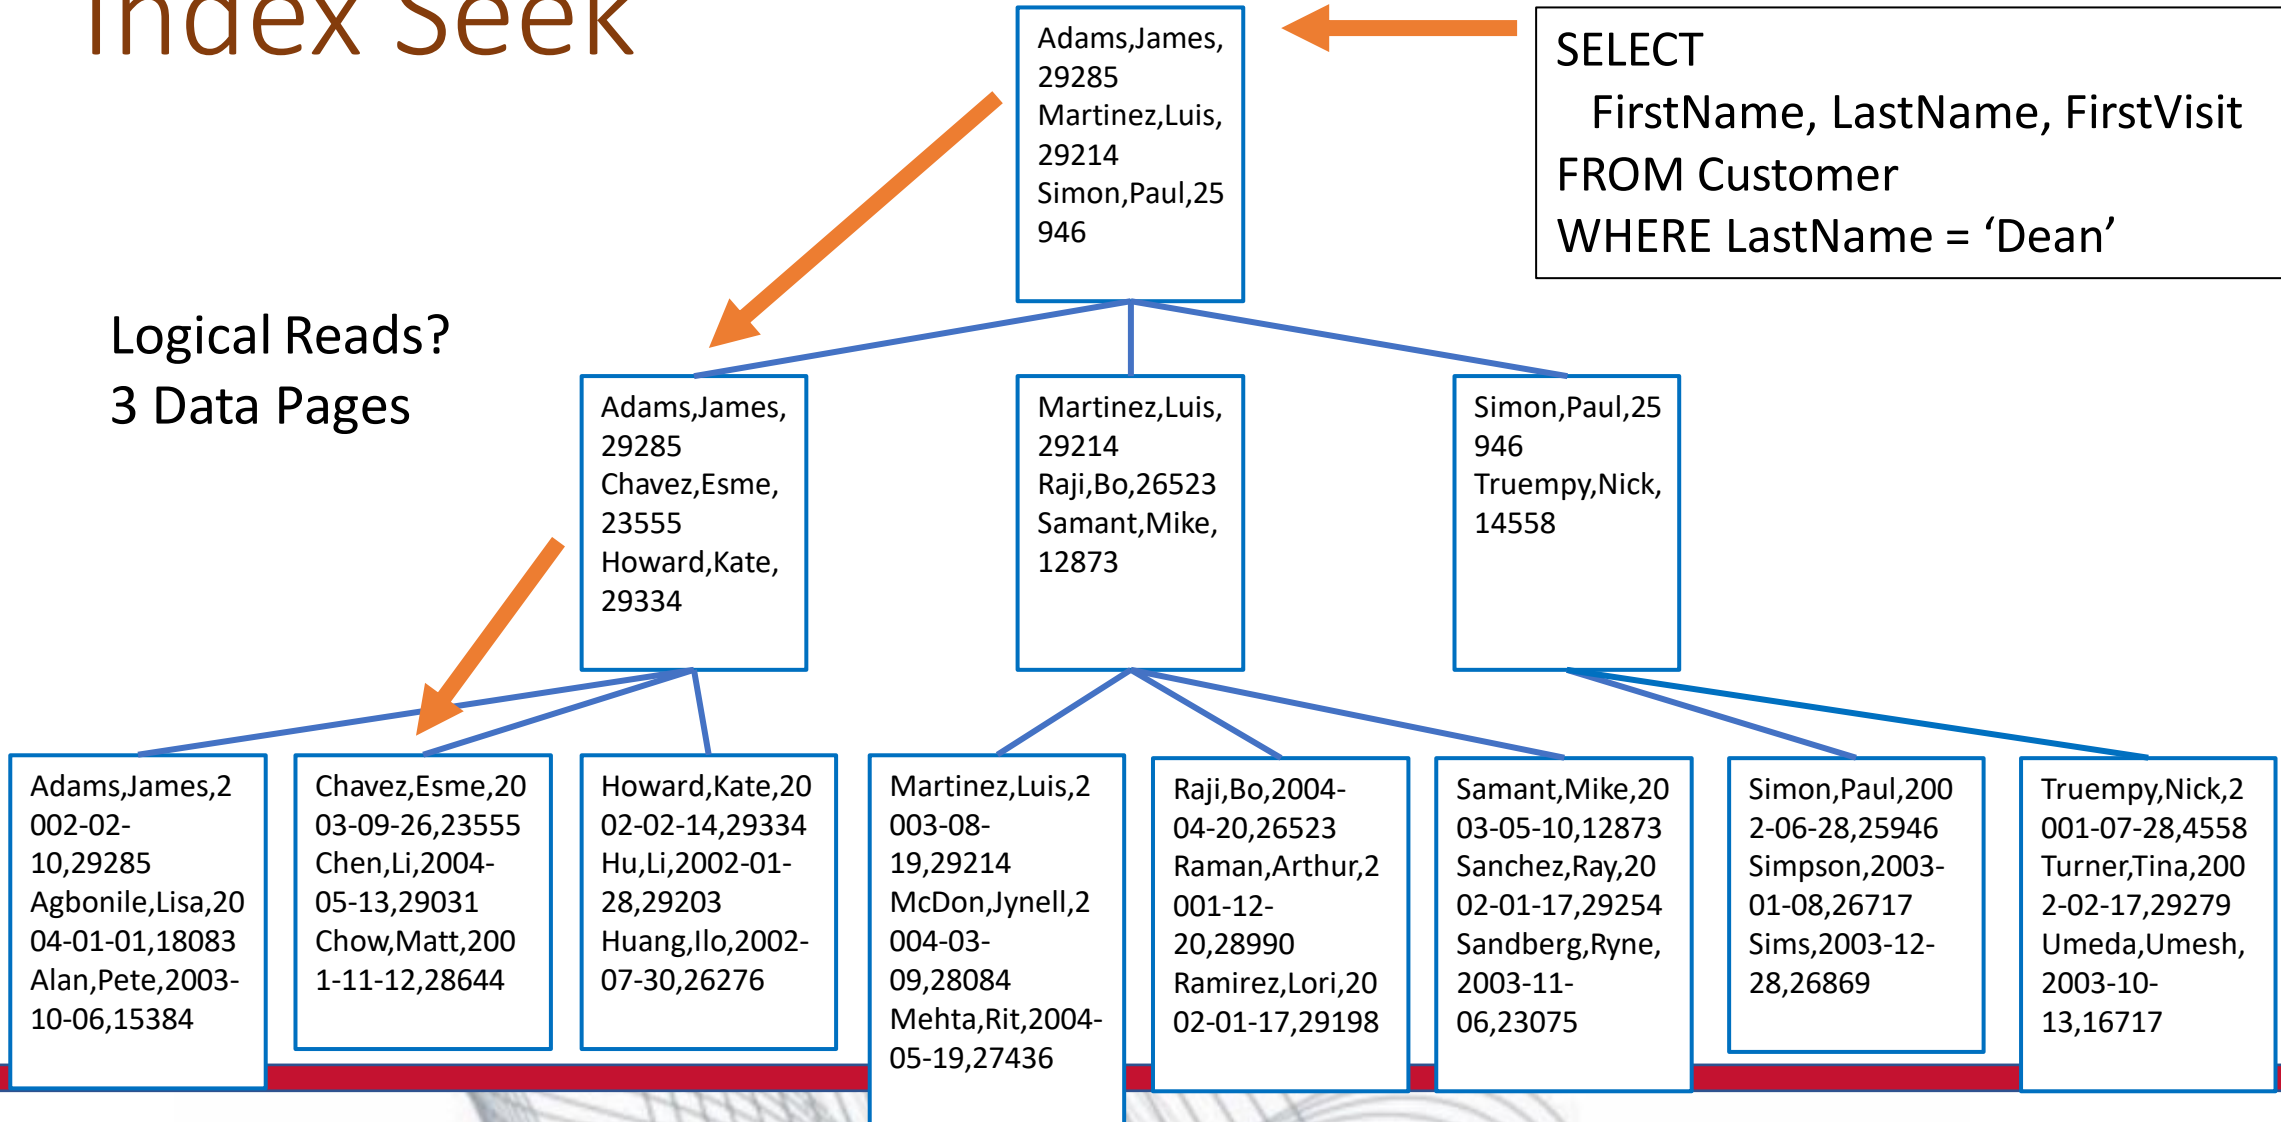 Index Seek
Adams,James,
29285
Martinez,Luis,
29214
Simon,Paul,25
946
SELECT
FirstName, LastName, FirstVisit
FROM Customer
WHERE LastName = ‘Dean’
Logical Reads?
3 Data Pages
Adams,James,
29285
Chavez,Esme,
23555
Howard,Kate,
29334
Martinez,Luis,
29214
Raji,Bo,26523
Samant,Mike,
12873
Simon,Paul,25
946
Truempy,Nick,
14558
Adams,James,2
002-02-
10,29285
Agbonile,Lisa,20
04-01-01,18083
Alan,Pete,2003-
10-06,15384
Chavez,Esme,20
03-09-26,23555
Chen,Li,2004-
05-13,29031
Chow,Matt,200
1-11-12,28644
Howard,Kate,20
02-02-14,29334
Hu,Li,2002-01-
28,29203
Huang,Ilo,2002-
07-30,26276
Martinez,Luis,2
003-08-
19,29214
McDon,Jynell,2
004-03-
09,28084
Mehta,Rit,2004-
05-19,27436
Raji,Bo,2004-
04-20,26523
Raman,Arthur,2
001-12-
20,28990
Ramirez,Lori,20
02-01-17,29198
Samant,Mike,20
03-05-10,12873
Sanchez,Ray,20
02-01-17,29254
Sandberg,Ryne,
2003-11-
06,23075
Simon,Paul,200
2-06-28,25946
Simpson,2003-
01-08,26717
Sims,2003-12-
28,26869
Truempy,Nick,2
001-07-28,4558
Turner,Tina,200
2-02-17,29279
Umeda,Umesh,
2003-10-
13,16717